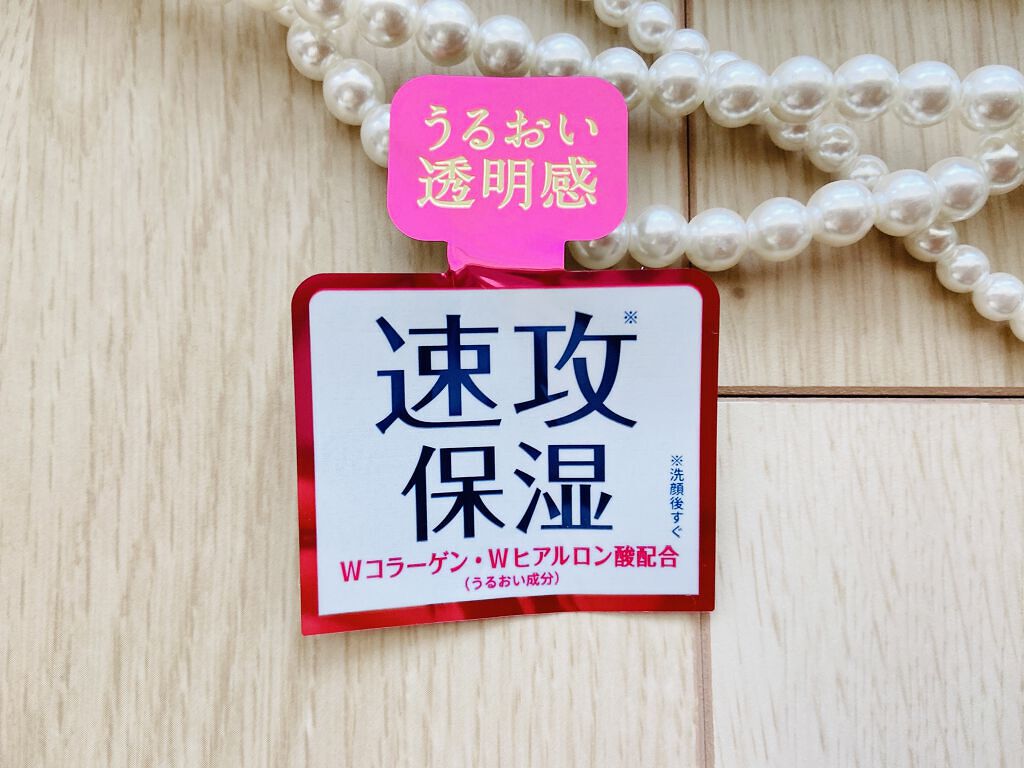 うるおい
透明感
速攻※
保湿
※洗顔後すぐ
Wコラーゲン・Wヒアルロン酸配合
(うるおい成分)